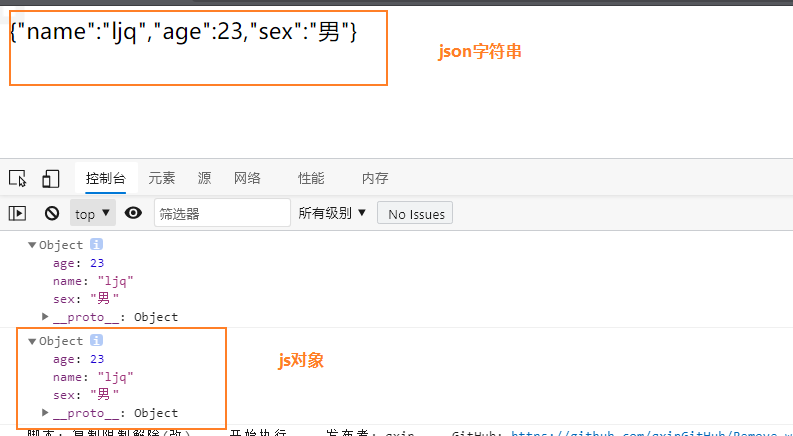 {"name":"ljq","age":23,"sex":"男"}
json字符串
控制台 元素 源 网络 性能 内存
top ▼ 筛选器 所有级别 ▼ No Issues
▼Object i
age: 23
name: "ljq"
sex: "男"
▶__proto__: Object
▼Object i
age: 23
name: "ljq"
sex: "男"
▶__proto__: Object
js对象